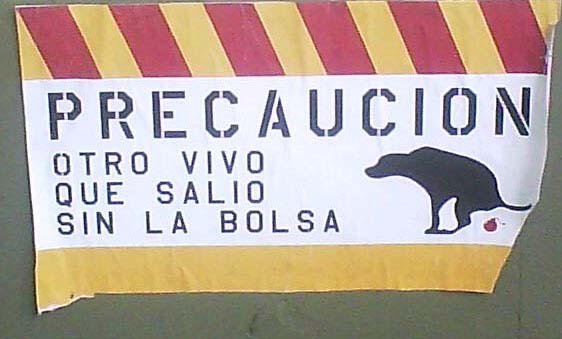 PRECAUCION
OTRO VIVO
QUE SALIO
SIN LA BOLSA